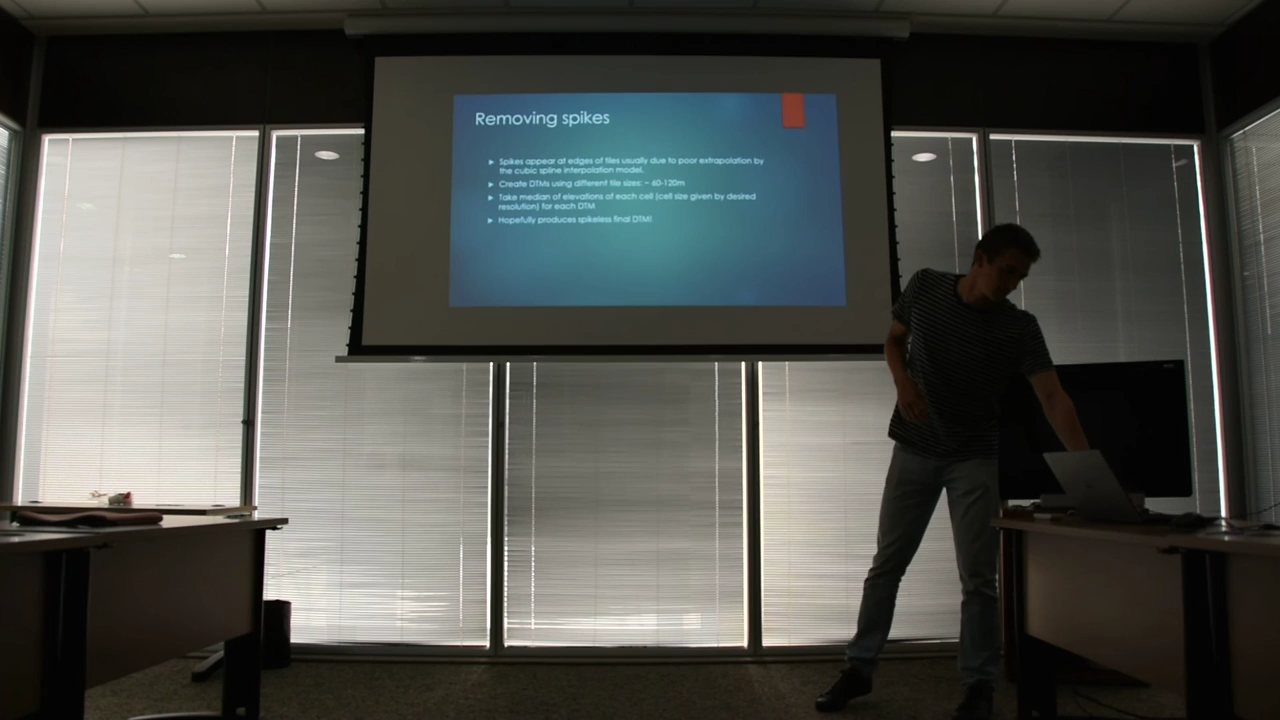 Removing spikes
Spikes appear at edges of tiles usually due to poor extrapolation by
the cubic spline interpolation model.
Create DTMs using different tile sizes: ~ 60-120m
Take median of elevations of each cell (cell size given by desired
resolution) for each DTM
Hopefully produces spikeless final DTM!